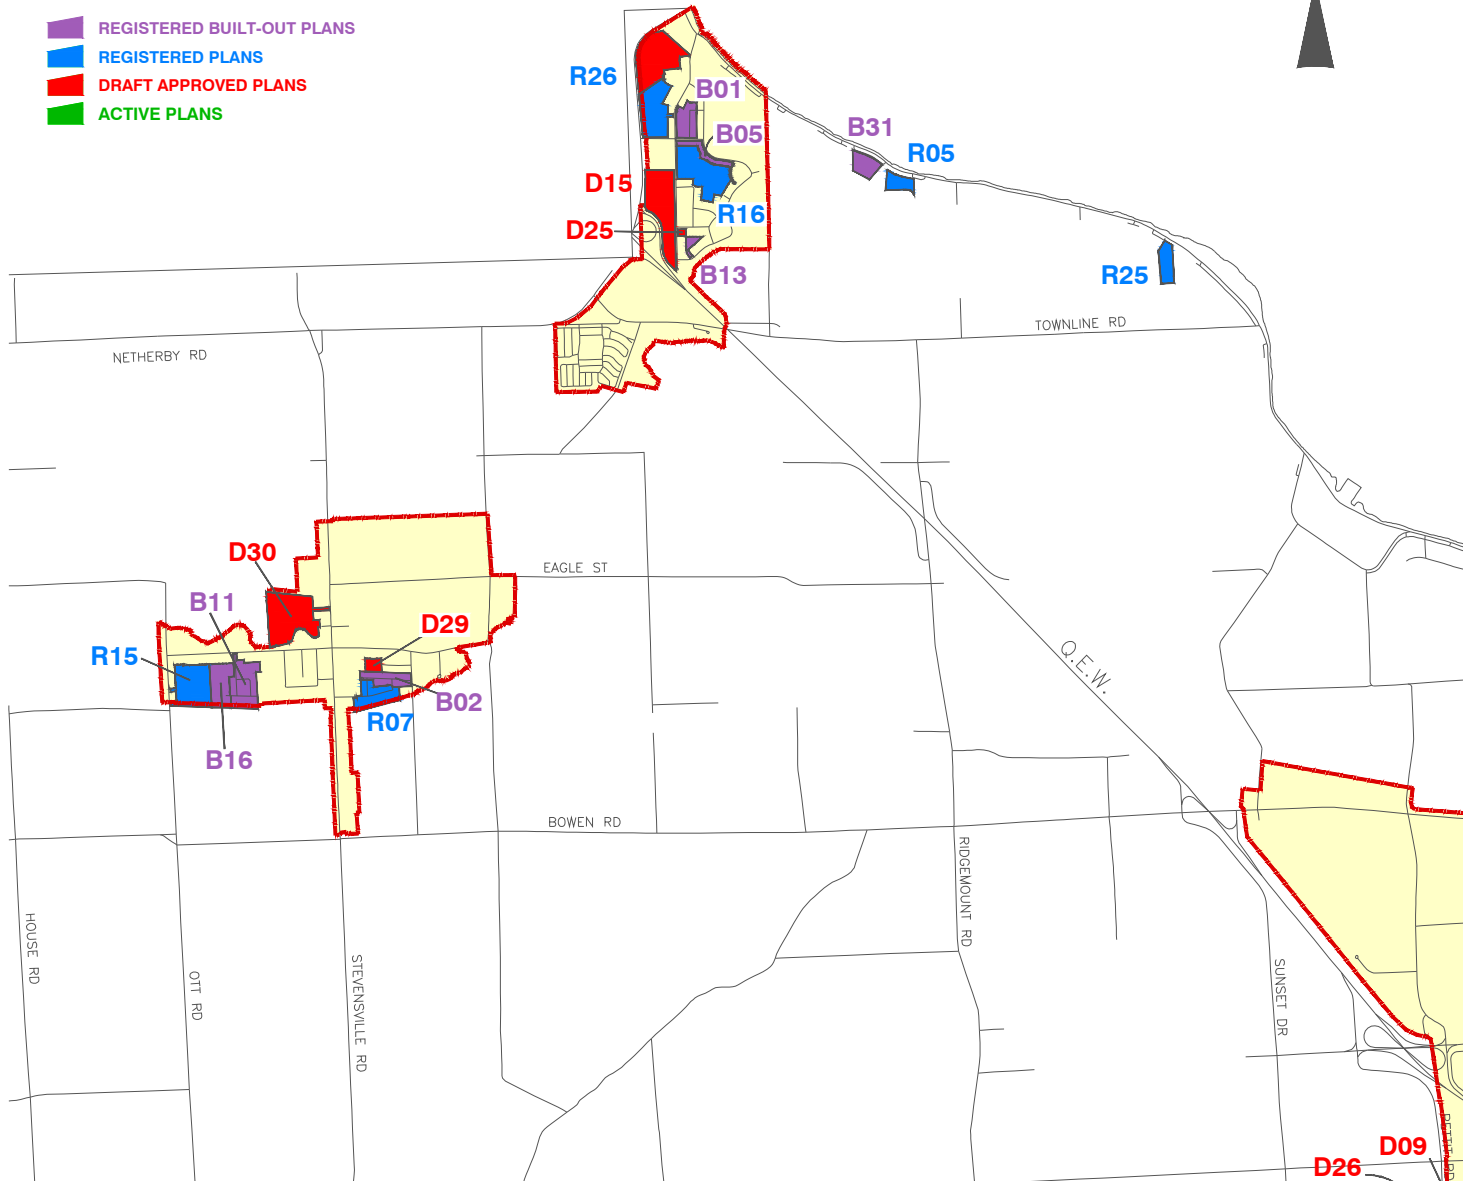 REGISTERED BUILT-OUT PLANS
REGISTERED PLANS
DRAFT APPROVED PLANS
ACTIVE PLANS
R26
B01
B05
B31
R05
D15
R16
D25
B13
R25
TOWNLINE RD
NETHERBY RD
D30
EAGLE ST
B11
D29
R15
B02
R07
B16
Q.E.W.
BOWEN RD
RIDGEMOUNT RD
HOUSE RD
OTT RD
STEVENSVILLE RD
SUNSET DR
D09
D26